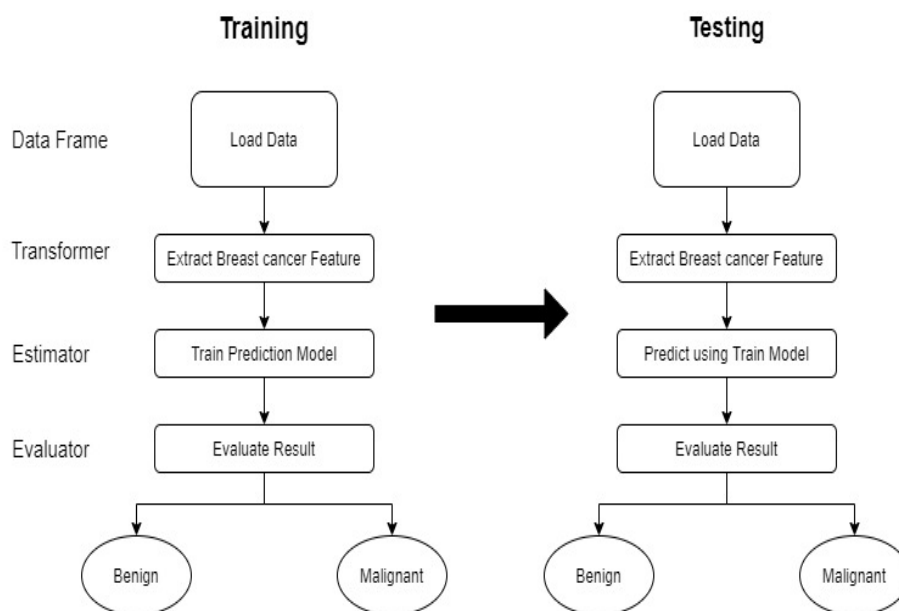 Training
Testing
Data Frame
Load Data
Load Data
Transformer
Extract Breast cancer Feature
Extract Breast cancer Feature
Estimator
Train Prediction Model
Predict using Train Model
Evaluator
Evaluate Result
Evaluate Result
Benign
Malignant
Benign
Malignant